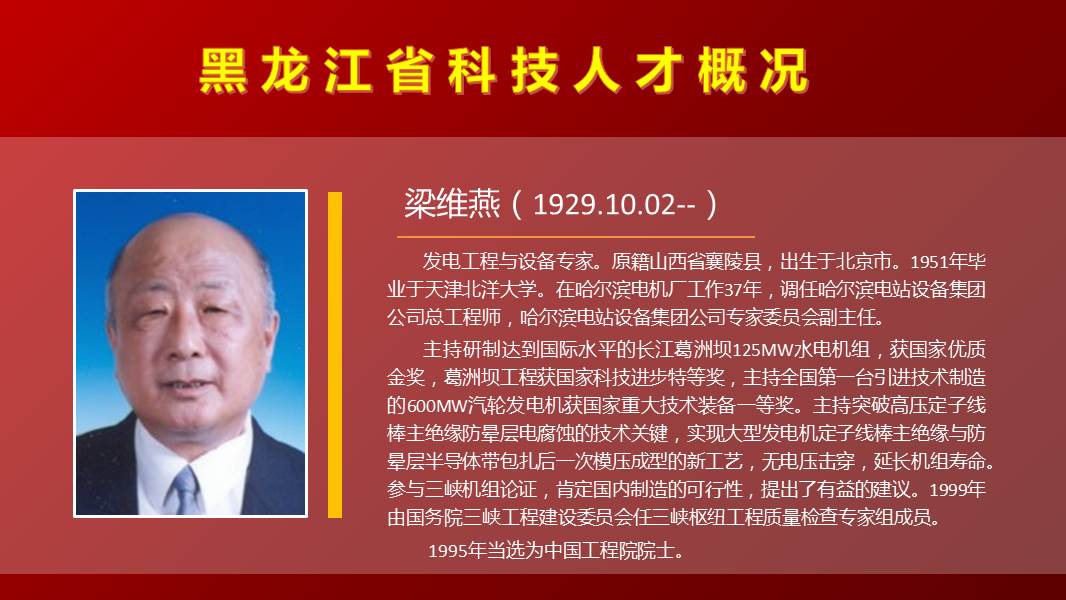 黑龙江省科技人才概况
梁维燕（1929.10.02--）
发电工程与设备专家。原籍山西省襄陵县，出生于北京市。1951年毕
业于天津北洋大学。在哈尔滨电机厂工作37年，调任哈尔滨电站设备集团
公司总工程师，哈尔滨电站设备集团公司专家委员会副主任。
主持研制达到国际水平的长江葛洲坝125MW水电机组，获国家优质
金奖，葛洲坝工程获国家科技进步特等奖，主持全国第一台引进技术制造
的600MW汽轮发电机获国家重大技术装备一等奖。主持突破高压定子线
棒主绝缘防晕层电腐蚀的技术关键，实现大型发电机定子线棒主绝缘与防
晕层半导体带包扎后一次模压成型的新工艺，无电压击穿，延长机组寿命。
参与三峡机组论证，肯定国内制造的可行性，提出了有益的建议。1999年
由国务院三峡工程建设委员会任三峡枢纽工程质量检查专家组成员。
1995年当选为中国工程院院士。